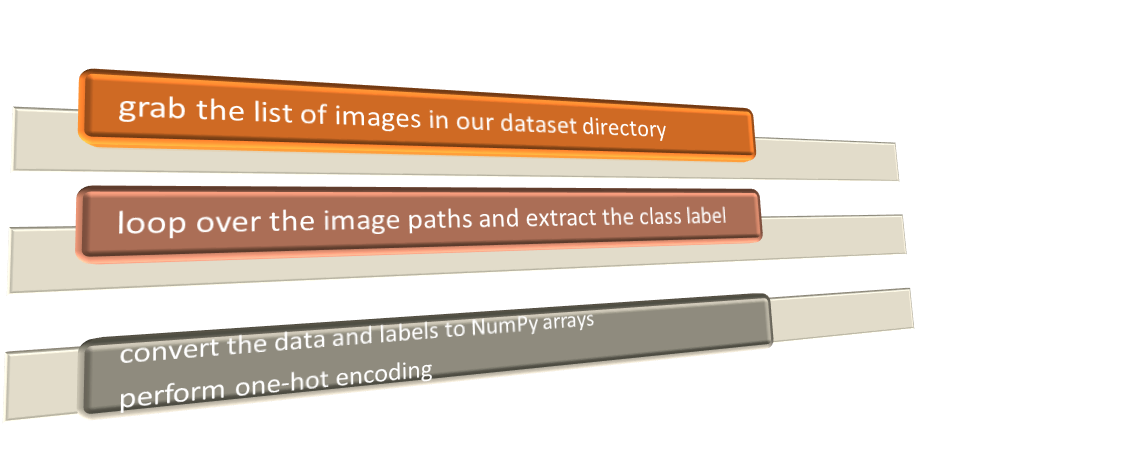 grab the list of images in our dataset directory
loop over the image paths and extract the class label
convert the data and labels to NumPy arrays
perform one-hot encoding